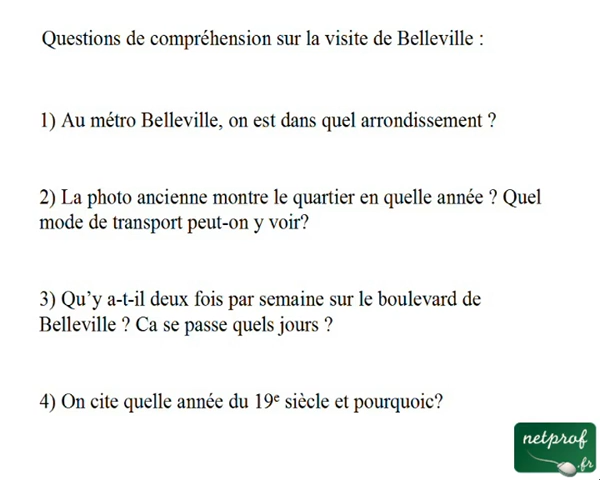 Questions de compréhension sur la visite de Belleville :
1) Au métro Belleville, on est dans quel arrondissement ?
2) La photo ancienne montre le quartier en quelle année ? Quel
mode de transport peut-on y voir?
3) Qu’y a-t-il deux fois par semaine sur le boulevard de
Belleville ? Ca se passe quels jours ?
4) On cite quelle année du 19e siècle et pourquoic?
netprof
.fr